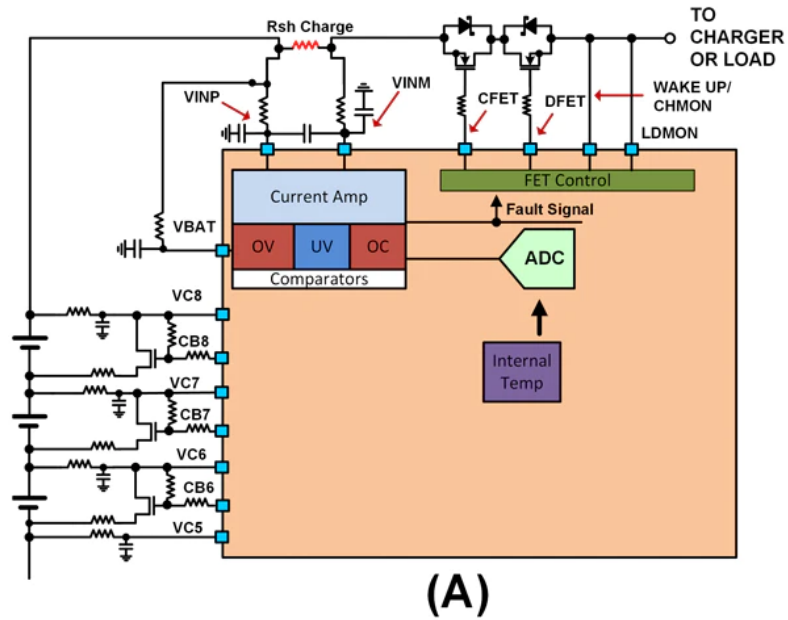 Rsh Charge
TO
CHARGER
OR LOAD
VINP
VINM
CFET
DFET
WAKE UP/
CHMON
LDMON
FET Control
Current Amp
Fault Signal
VBAT
OV
UV
OC
ADC
Comparators
VC8
CB8
Internal
Temp
VC7
CB7
VC6
CB6
VC5
(A)